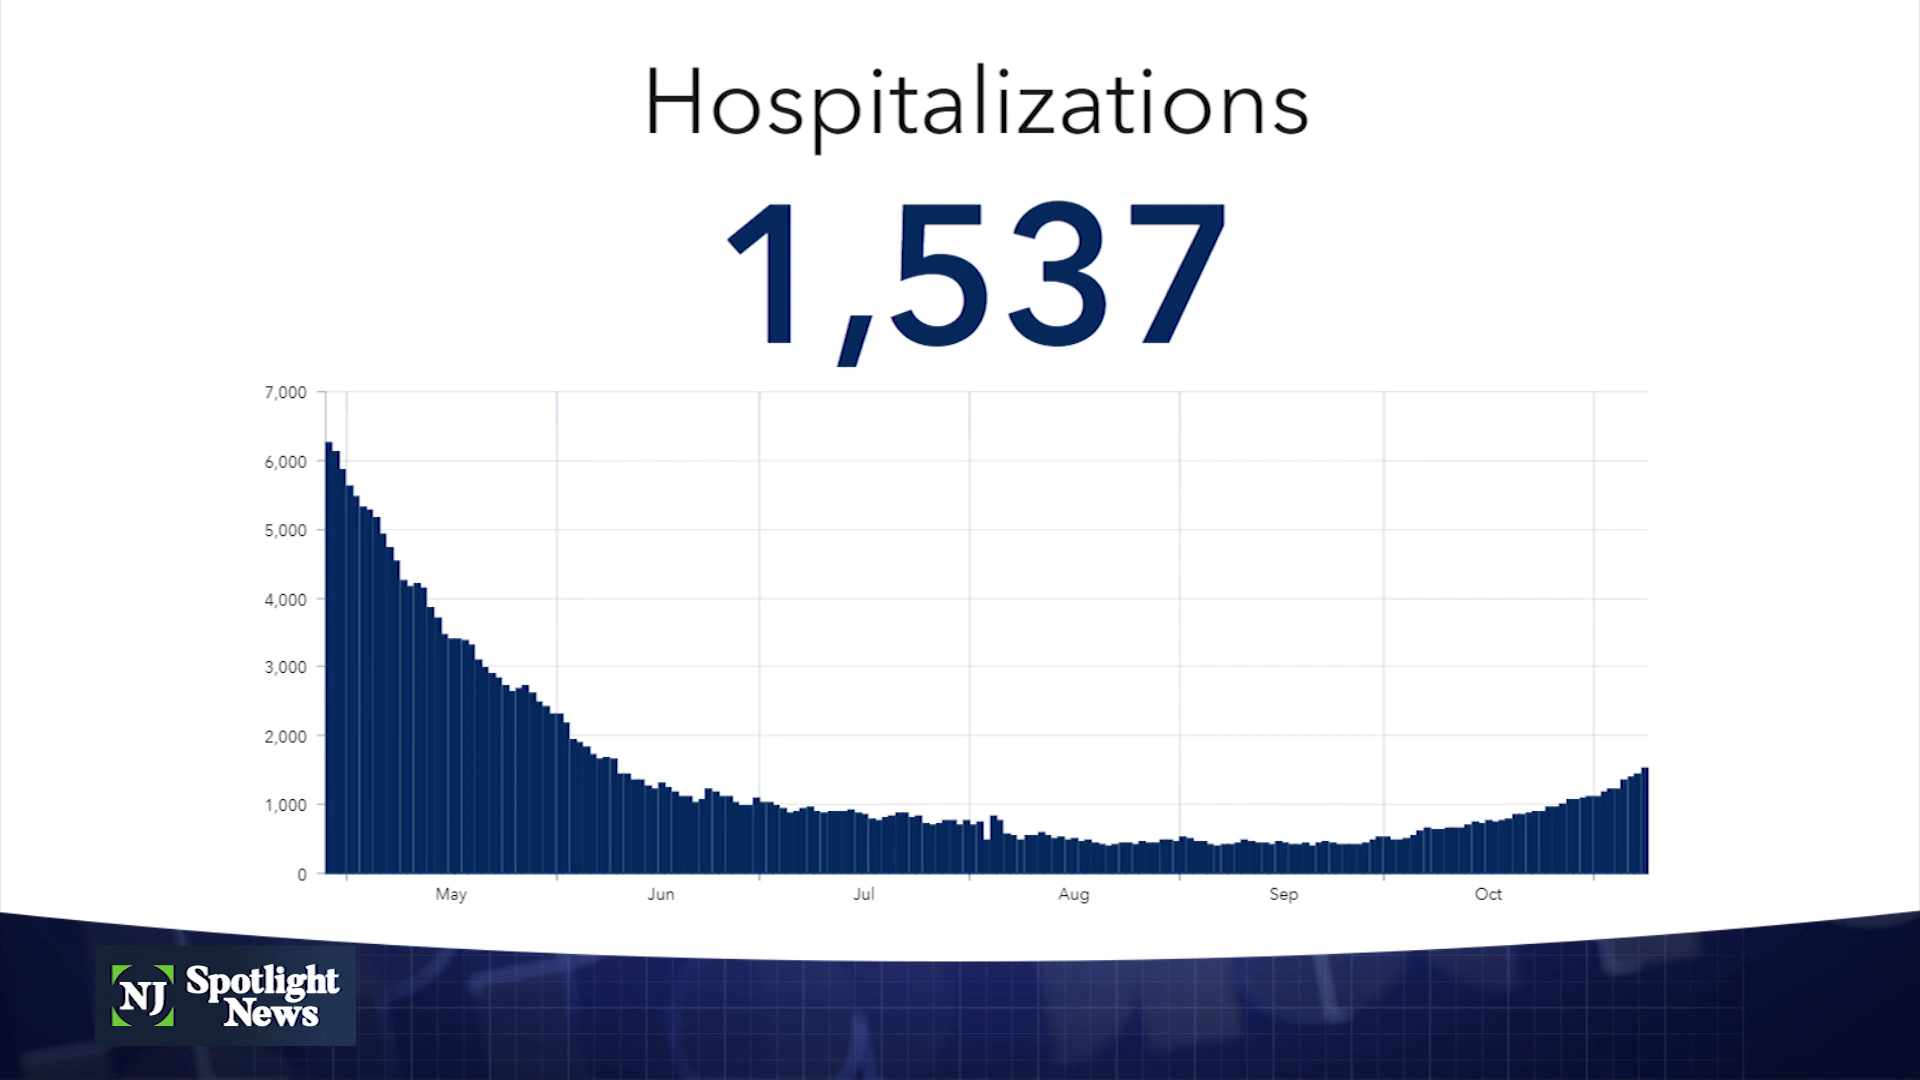 Hospitalizations
1,537
7,000
6,000
5,000
4,000
3,000
2,000
1,000
0
May Jun Jul Aug Sep Oct
NJ Spotlight
News